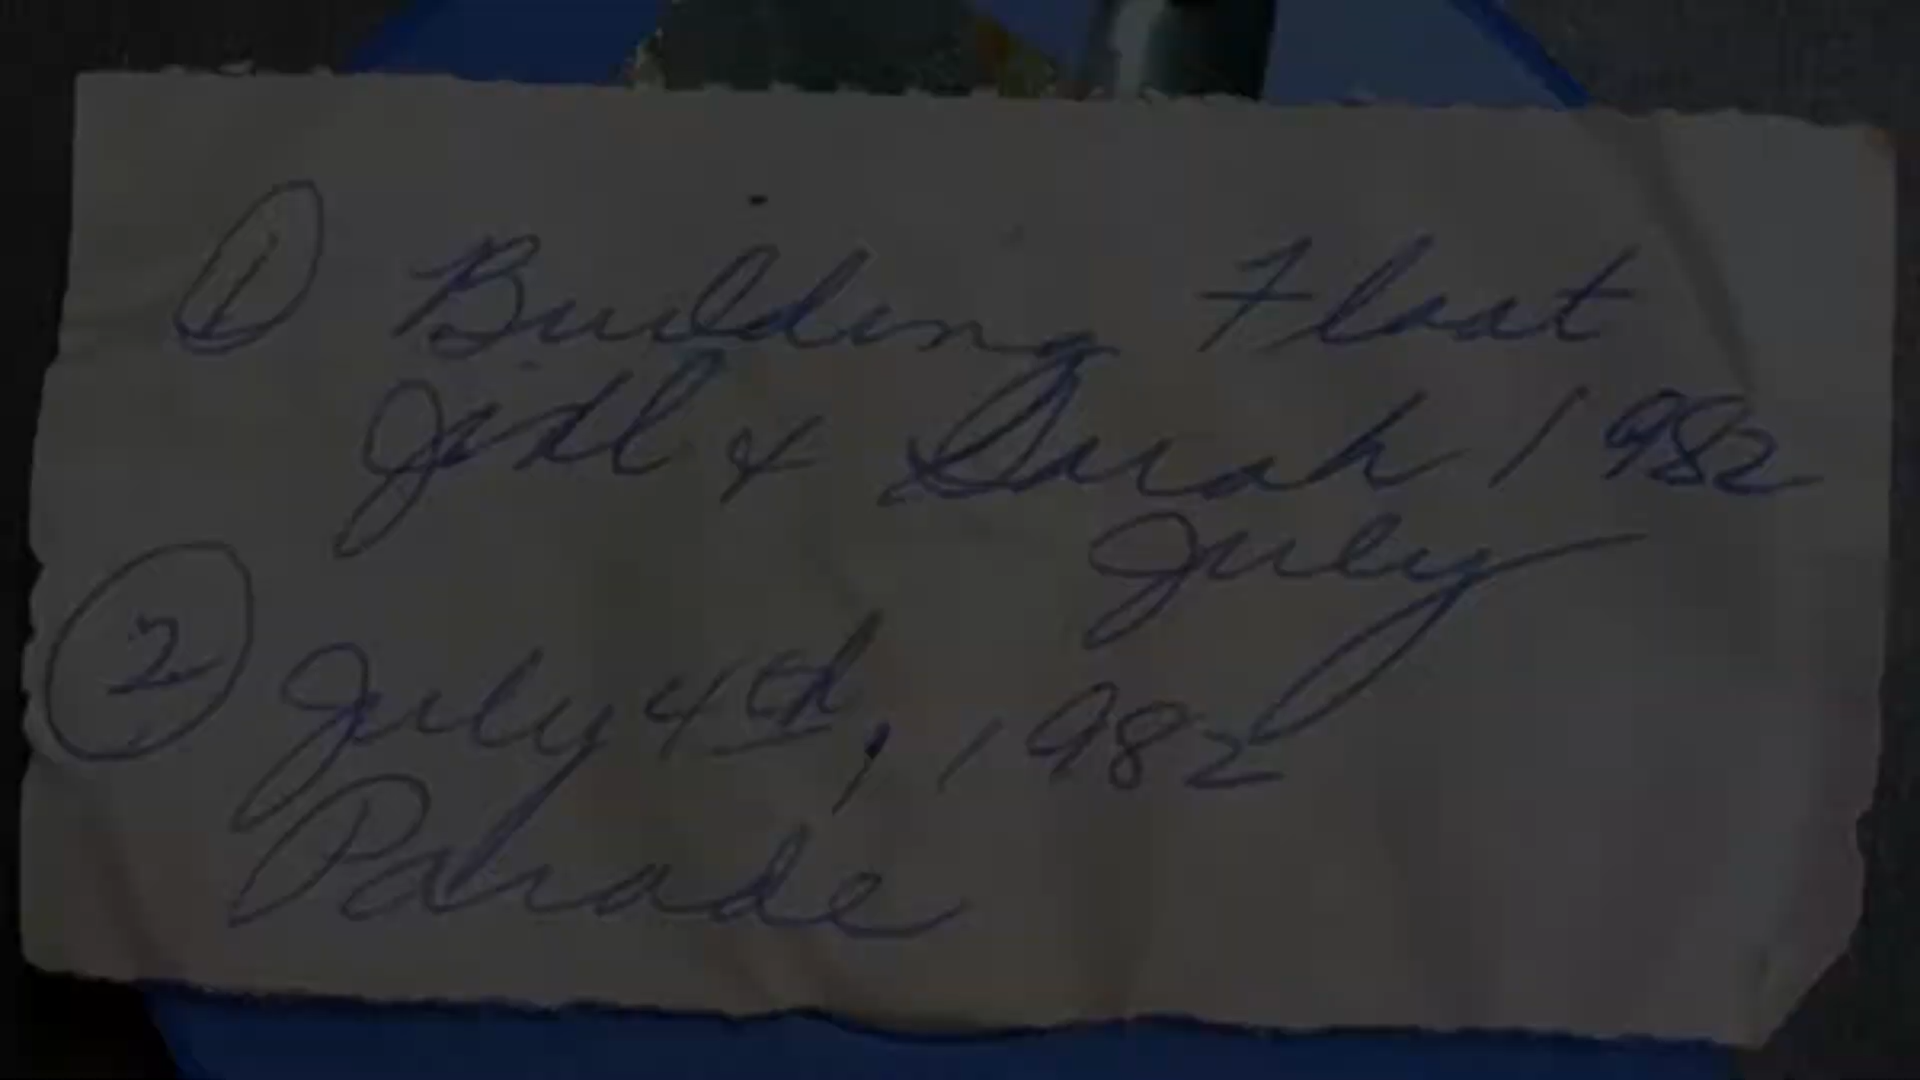 ① Building Float
Jill & Sarah 1982
July
② July 4th, 1982
Parade